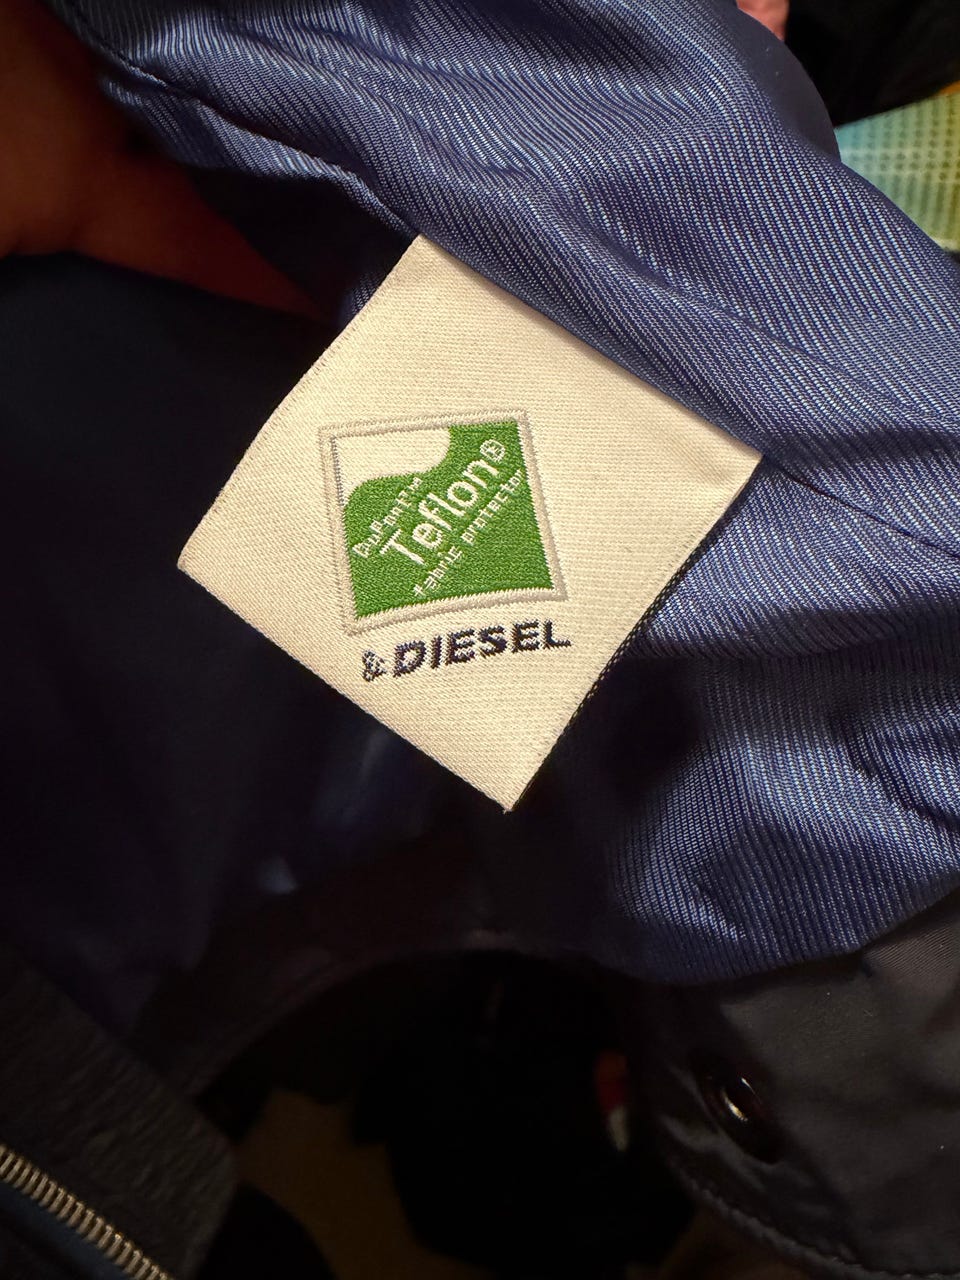 DuPont™
Teflon®
fabric protector
& DIESEL